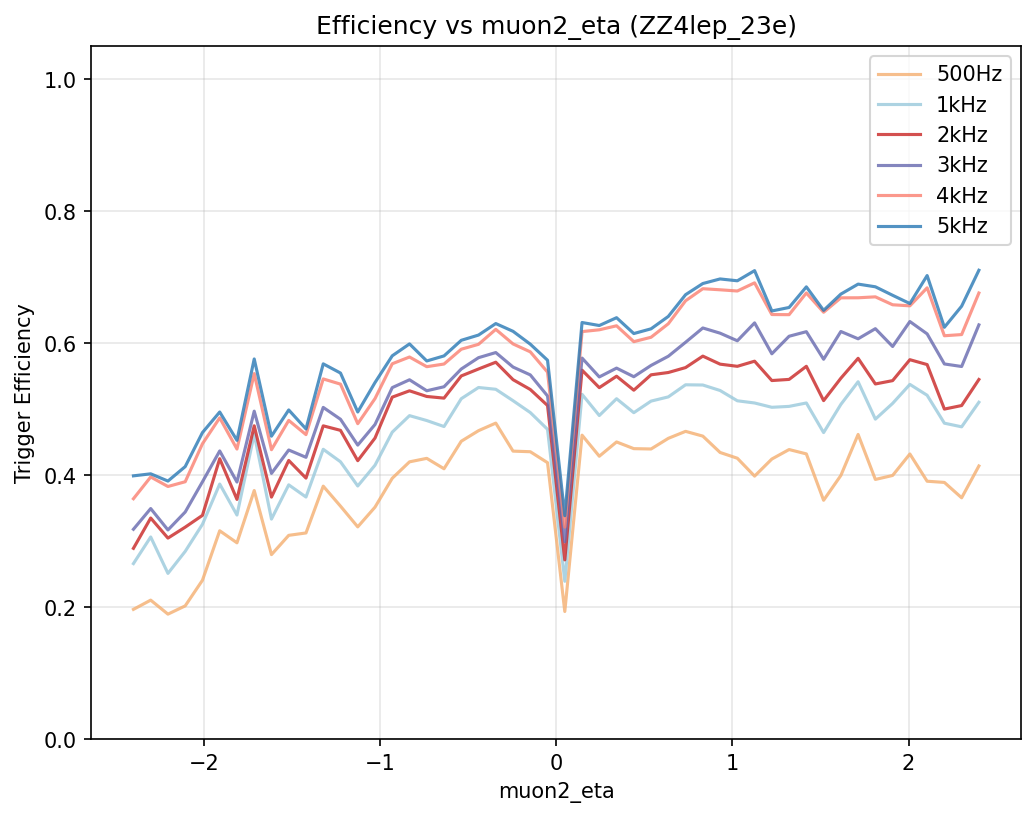 Efficiency vs muon2_eta (ZZ4lep_23e)
500Hz
1kHz
2kHz
3kHz
4kHz
5kHz
Trigger Efficiency
1.0
0.8
0.6
0.4
0.2
0.0
−2
−1
0
1
2
muon2_eta